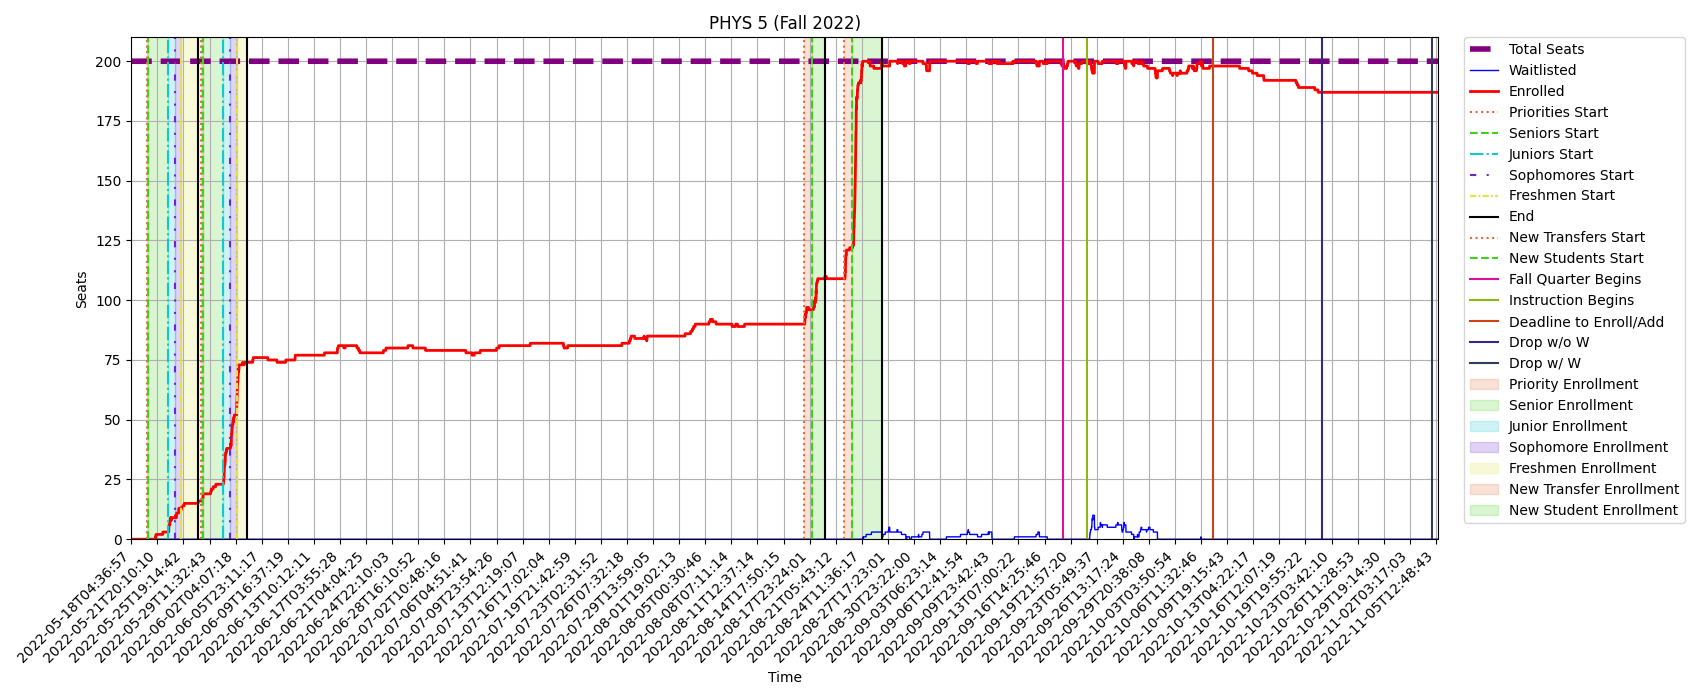 PHYS 5 (Fall 2022)
Seats
200
175
150
125
100
75
50
25
0
2022-05-18T04:36:57
2022-05-21T20:10:10
2022-05-25T19:14:42
2022-05-29T11:32:43
2022-06-02T04:07:18
2022-06-05T23:11:17
2022-06-09T16:37:19
2022-06-13T10:12:11
2022-06-17T03:55:28
2022-06-21T04:04:25
2022-06-24T22:10:03
2022-06-28T16:10:52
2022-07-02T10:48:16
2022-07-06T04:51:41
2022-07-09T23:54:26
2022-07-13T12:19:07
2022-07-16T17:02:04
2022-07-19T21:42:59
2022-07-23T02:31:52
2022-07-26T07:32:18
2022-07-29T13:59:05
2022-08-01T19:02:13
2022-08-05T00:30:46
2022-08-08T07:11:14
2022-08-11T12:37:14
2022-08-14T17:50:15
2022-08-17T23:24:01
2022-08-21T05:43:12
2022-08-24T11:36:17
2022-08-27T17:23:01
2022-08-30T23:22:00
2022-09-03T06:23:14
2022-09-06T12:41:54
2022-09-09T23:42:43
2022-09-13T07:00:22
2022-09-16T14:25:46
2022-09-19T21:57:20
2022-09-23T05:49:37
2022-09-26T13:17:24
2022-09-29T20:38:08
2022-10-03T03:50:54
2022-10-06T11:32:46
2022-10-09T19:15:43
2022-10-13T04:22:17
2022-10-16T12:07:19
2022-10-19T19:55:22
2022-10-23T03:42:10
2022-10-26T11:28:53
2022-10-29T19:14:30
2022-11-02T03:17:03
2022-11-05T12:48:43
Time
Total Seats
Waitlisted
Enrolled
Priorities Start
Seniors Start
Juniors Start
Sophomores Start
Freshmen Start
End
New Transfers Start
New Students Start
Fall Quarter Begins
Instruction Begins
Deadline to Enroll/Add
Drop w/o W
Drop w/ W
Priority Enrollment
Senior Enrollment
Junior Enrollment
Sophomore Enrollment
Freshmen Enrollment
New Transfer Enrollment
New Student Enrollment